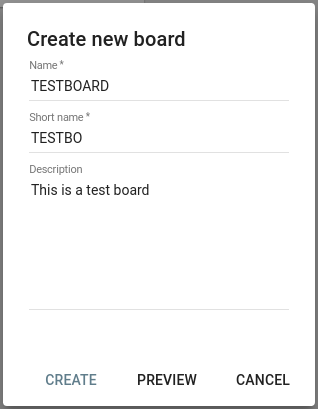 Create new board
Name *
TESTBOARD
Short name *
TESTBO
Description
This is a test board
CREATE PREVIEW CANCEL